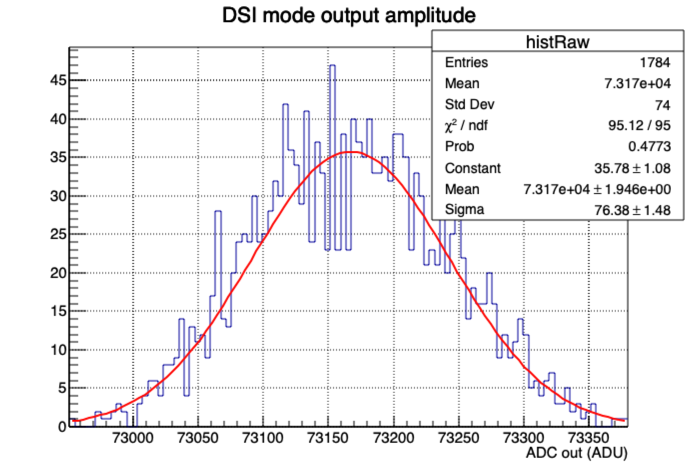 DSI mode output amplitude
histRaw
Entries 1784
Mean 7.317e+04
Std Dev 74
χ² / ndf 95.12 / 95
Prob 0.4773
Constant 35.78 ± 1.08
Mean 7.317e+04 ± 1.946e+00
Sigma 76.38 ± 1.48
45
40
35
30
25
20
15
10
5
0
73000 73050 73100 73150 73200 73250 73300 73350
ADC out (ADU)